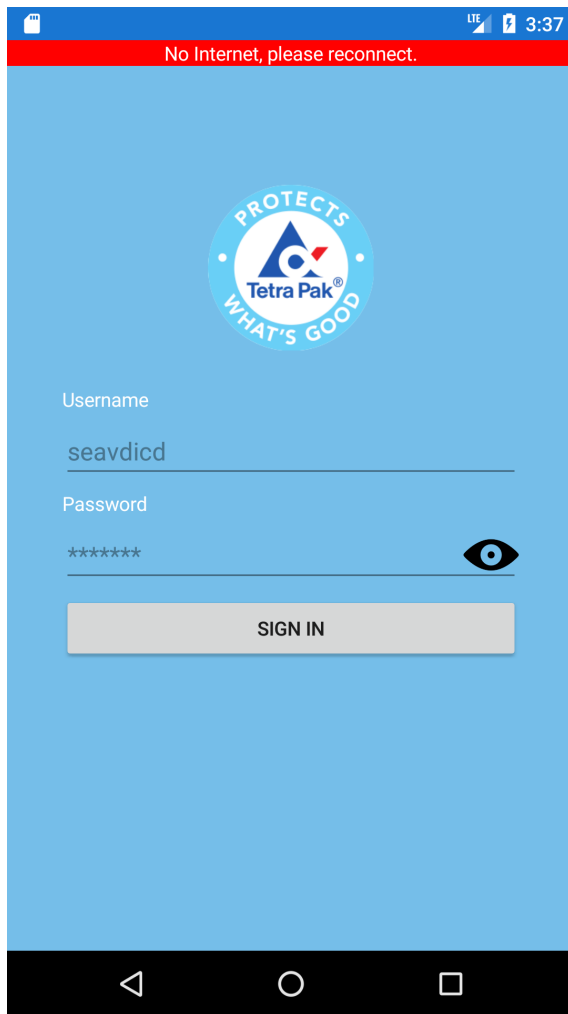 LTE 3:37
No Internet, please reconnect.
PROTECTS
Tetra Pak®
WHAT'S GOOD
Username
seavdicd
Password
*******
SIGN IN